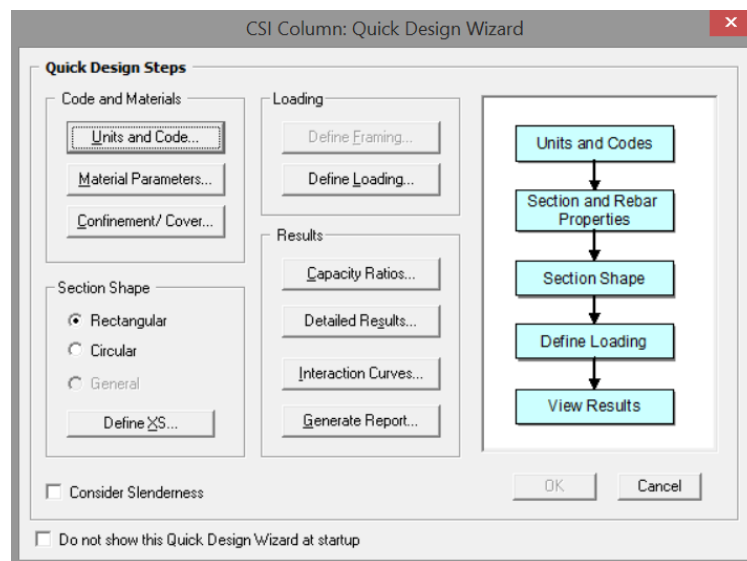 CSI Column: Quick Design Wizard
Quick Design Steps
Code and Materials
Units and Code...
Material Parameters...
Confinement/ Cover...
Section Shape
Rectangular
Circular
General
Define XS...
Consider Slenderness
Loading
Define Framing...
Define Loading...
Results
Capacity Ratios...
Detailed Results...
Interaction Curves...
Generate Report...
Units and Codes
Section and Rebar
Properties
Section Shape
Define Loading
View Results
OK
Cancel
Do not show this Quick Design Wizard at startup